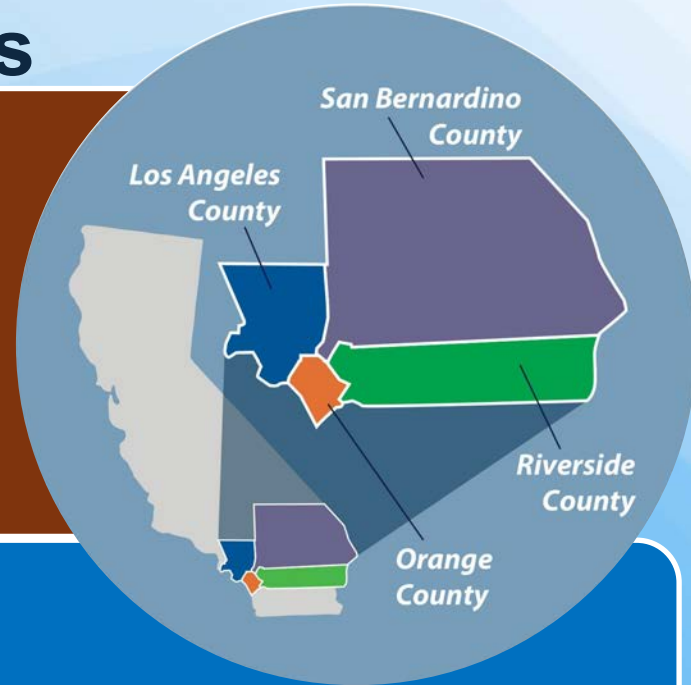 s
San Bernardino
County
Los Angeles
County
Riverside
County
Orange
County